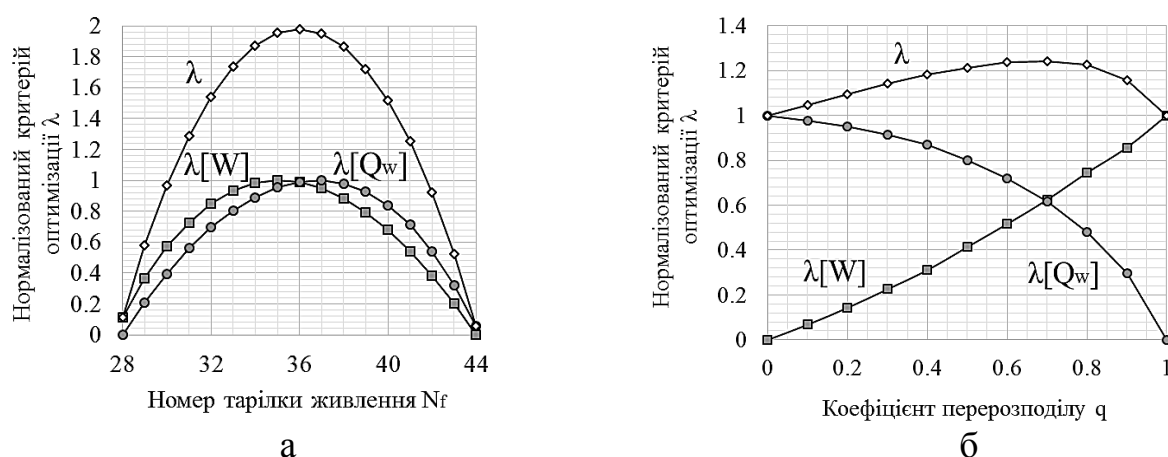 Нормалізований критерій
оптимізації λ
2
1.8
1.6
1.4
1.2
1
0.8
0.6
0.4
0.2
0
λ
λ[W]
λ[Qw]
28 32 36 40 44
Номер тарілки живлення Nf
а
Нормалізований критерій
оптимізації λ
1.4
1.2
1
0.8
0.6
0.4
0.2
0
λ
λ[W]
λ[Qw]
0 0.2 0.4 0.6 0.8 1
Коефіцієнт перерозподілу q
б